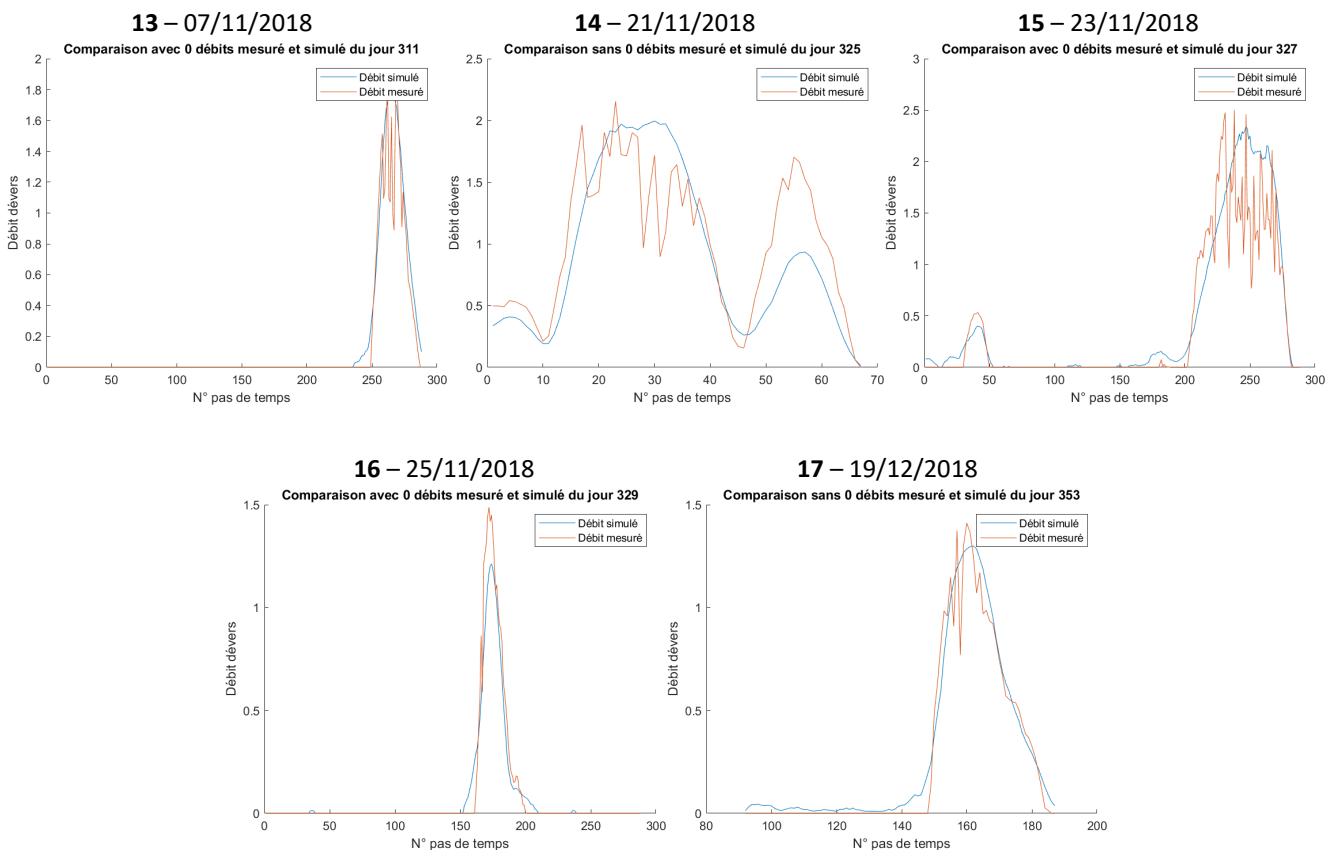 13 – 07/11/2018
Comparaison avec 0 débits mesuré et simulé du jour 311
Débit simulé
Débit mesuré
Débit dévers
2
1.8
1.6
1.4
1.2
1
0.8
0.6
0.4
0.2
0
0 50 100 150 200 250 300
N° pas de temps
14 – 21/11/2018
Comparaison sans 0 débits mesuré et simulé du jour 325
Débit simulé
Débit mesuré
Débit dévers
2.5
2
1.5
1
0.5
0
0 10 20 30 40 50 60 70
N° pas de temps
15 – 23/11/2018
Comparaison avec 0 débits mesuré et simulé du jour 327
Débit simulé
Débit mesuré
Débit dévers
3
2.5
2
1.5
1
0.5
0
0 50 100 150 200 250 300
N° pas de temps
16 – 25/11/2018
Comparaison avec 0 débits mesuré et simulé du jour 329
Débit simulé
Débit mesuré
Débit dévers
1.5
1
0.5
0
0 50 100 150 200 250 300
N° pas de temps
17 – 19/12/2018
Comparaison sans 0 débits mesuré et simulé du jour 353
Débit simulé
Débit mesuré
Débit dévers
1.5
1
0.5
0
80 100 120 140 160 180 200
N° pas de temps